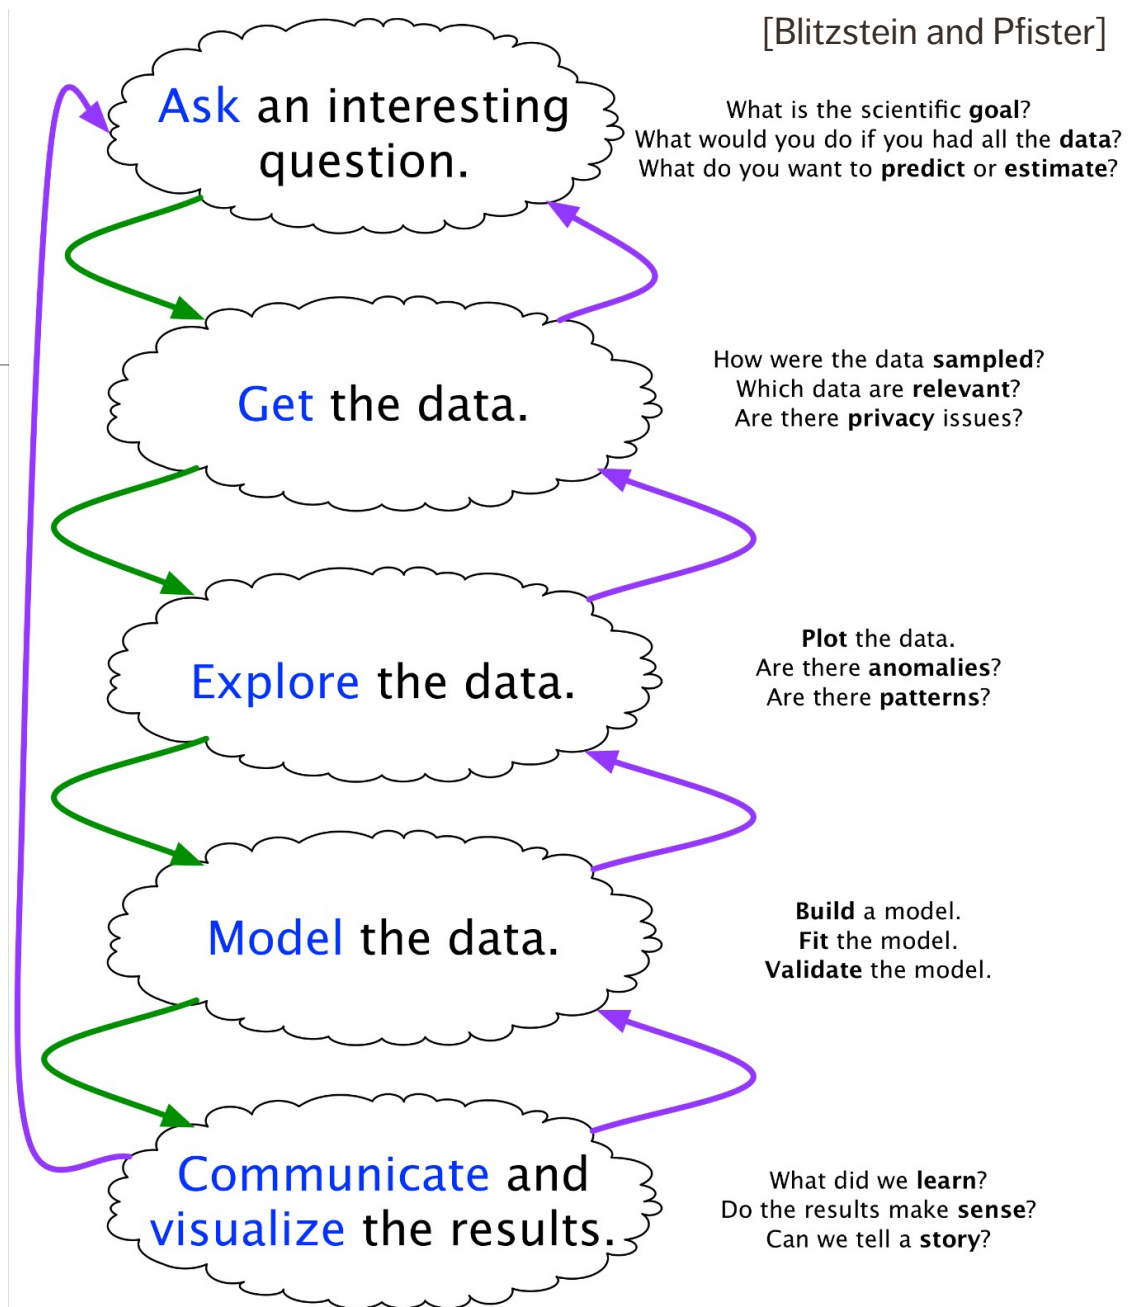 [Blitzstein and Pfister]
Ask an interesting
question.
What is the scientific goal?
What would you do if you had all the data?
What do you want to predict or estimate?
Get the data.
How were the data sampled?
Which data are relevant?
Are there privacy issues?
Explore the data.
Plot the data.
Are there anomalies?
Are there patterns?
Model the data.
Build a model.
Fit the model.
Validate the model.
Communicate and
visualize the results.
What did we learn?
Do the results make sense?
Can we tell a story?